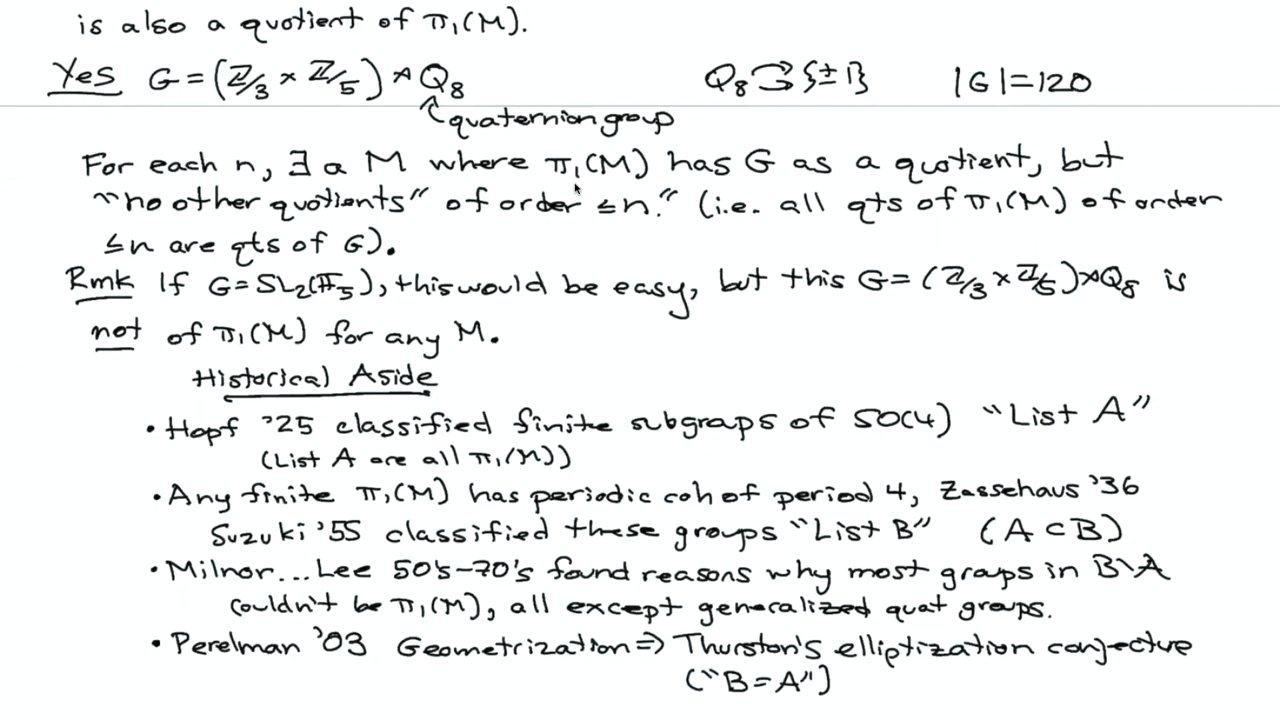 is also a quotient of π₁(M).
Yes G = (ℤ/3 × ℤ/5) ⋊ Q₈ Q₈ → {±1} |G|=120
quaternion group
For each n, ∃ a M where π₁(M) has G as a quotient, but
"no other quotients" of order ≤n." (i.e. all qts of π₁(M) of order
≤n are qts of G).
Rmk If G=SL₂(𝔽₅), this would be easy, but this G=(ℤ/3 × ℤ/5)⋊Q₈ is
not of π₁(M) for any M.
Historical Aside
• Hopf '25 classified finite subgraps of SO(4) "List A"
(List A are all π₁(M))
• Any finite π₁(M) has periodic coh of period 4, Zassehaus '36
Suzuki '55 classified these groups "List B" (A ⊂ B)
• Milnor...Lee 50's-70's found reasons why most graps in B\A
couldn't be π₁(M), all except generalized quat groups.
• Perelman '03 Geometrization ⇒ Thurston's elliptization conjecture
("B=A")